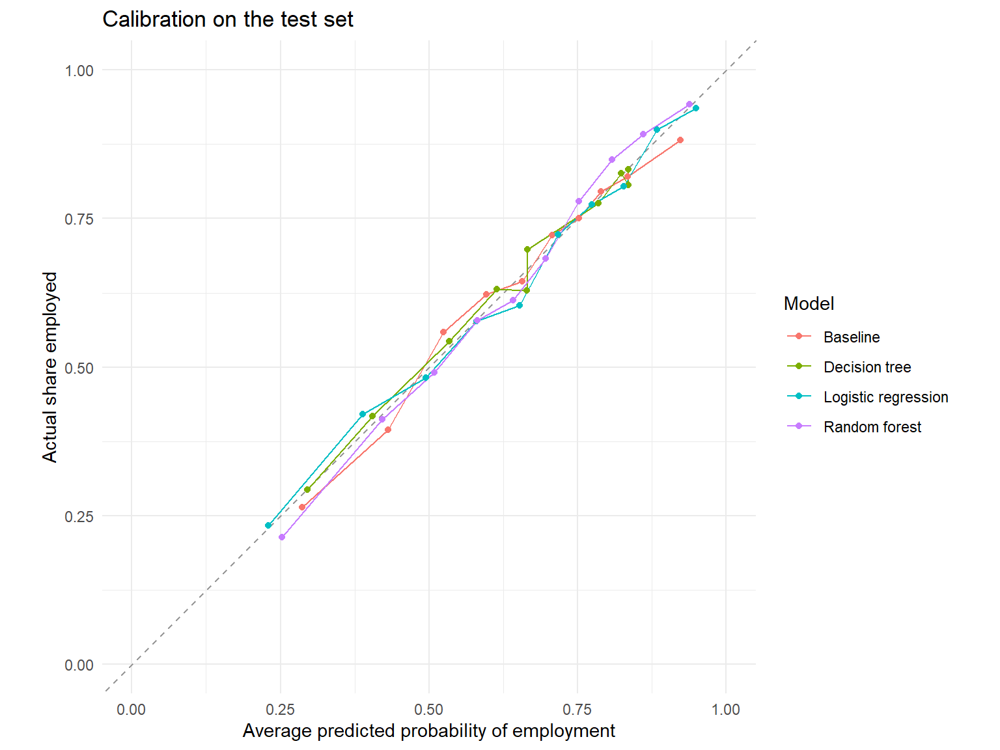 Calibration on the test set
1.00
0.75
0.50
0.25
0.00
Actual share employed
0.00 0.25 0.50 0.75 1.00
Average predicted probability of employment
Model
Baseline
Decision tree
Logistic regression
Random forest